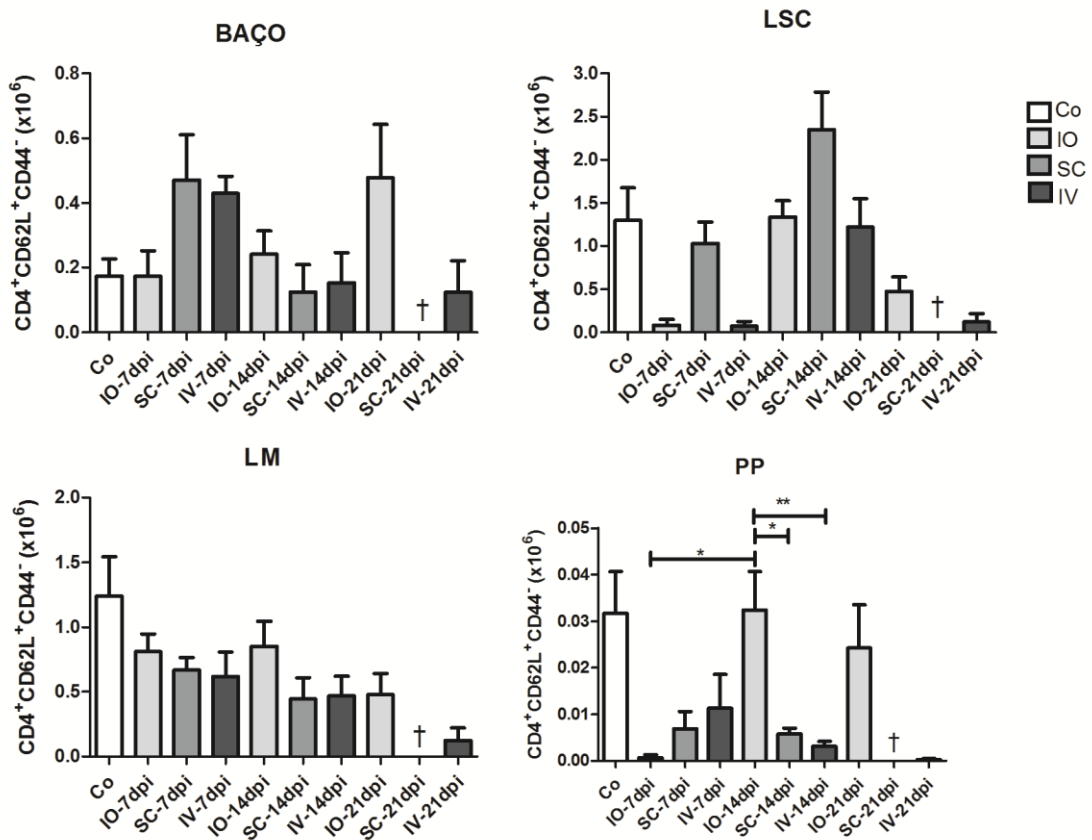 BAÇO
CD4⁺CD62L⁺CD44⁻ (x10⁶)
0.8
0.6
0.4
0.2
0.0
Co
IO-7dpi
SC-7dpi
IV-7dpi
IO-14dpi
SC-14dpi
IV-14dpi
IO-21dpi
SC-21dpi
IV-21dpi
†
LSC
CD4⁺CD62L⁺CD44⁻ (x10⁶)
3.0
2.5
2.0
1.5
1.0
0.5
0.0
Co
IO-7dpi
SC-7dpi
IV-7dpi
IO-14dpi
SC-14dpi
IV-14dpi
IO-21dpi
SC-21dpi
IV-21dpi
†
Co
IO
SC
IV
LM
CD4⁺CD62L⁺CD44⁻ (x10⁶)
2.0
1.5
1.0
0.5
0.0
Co
IO-7dpi
SC-7dpi
IV-7dpi
IO-14dpi
SC-14dpi
IV-14dpi
IO-21dpi
SC-21dpi
IV-21dpi
†
PP
CD4⁺CD62L⁺CD44⁻ (x10⁶)
0.05
0.04
0.03
0.02
0.01
0.00
**
*
*
†
Co
IO-7dpi
SC-7dpi
IV-7dpi
IO-14dpi
SC-14dpi
IV-14dpi
IO-21dpi
SC-21dpi
IV-21dpi